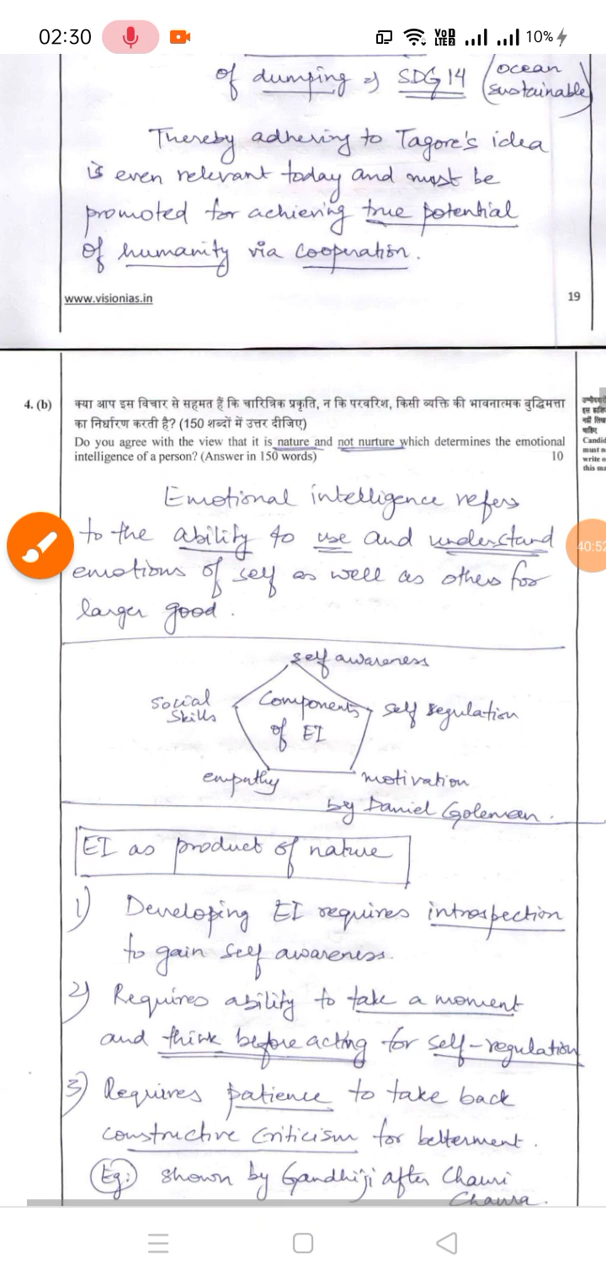 02:30
VoD LTE2
10%
of dumping => SDG 14 (ocean sustainable)
Thereby adhering to Tagore's idea
is even relevant today and must be
promoted for achieving true potential
of humanity via cooperation.
www.visionias.in
19
4. (b) क्या आप इस विचार से सहमत हैं कि चारित्रिक प्रकृति, न कि परवरिश, किसी व्यक्ति की भावनात्मक बुद्धिमत्ता
का निर्धारण करती है? (150 शब्दों में उत्तर दीजिए)
Do you agree with the view that it is nature and not nurture which determines the emotional
intelligence of a person? (Answer in 150 words) 10
Candid
must n
write o
this ma
Emotional intelligence refers
to the ability to use and understand
40:52
emotions of self as well as others for
larger good.
self awareness
Social Skills
Components of EI
self regulation
empathy
motivation
by Daniel Goleman.
EI as product of nature
1) Developing EI requires introspection
to gain self awareness.
2) Requires ability to take a moment
and think before acting for self-regulation
3) Requires patience to take back
constructive criticism for betterment.
Eg: shown by Gandhiji after Chauri
Chaura.